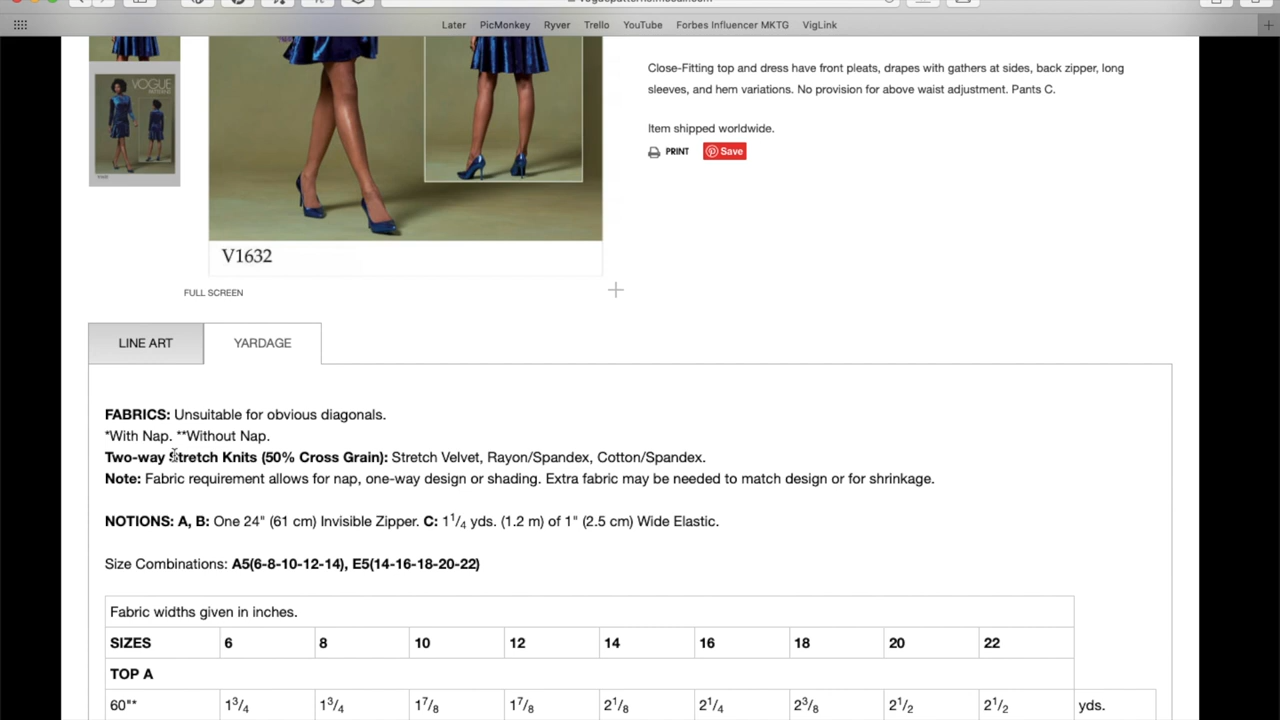 Later PicMonkey Ryver Trello YouTube Forbes Influencer MKTG VigLink
VOGUE
PATTERNS
Close-Fitting top and dress have front pleats, drapes with gathers at sides, back zipper, long
sleeves, and hem variations. No provision for above waist adjustment. Pants C.
Item shipped worldwide.
PRINT Save
V1632
FULL SCREEN
LINE ART YARDAGE
FABRICS: Unsuitable for obvious diagonals.
*With Nap. **Without Nap.
Two-way Stretch Knits (50% Cross Grain): Stretch Velvet, Rayon/Spandex, Cotton/Spandex.
Note: Fabric requirement allows for nap, one-way design or shading. Extra fabric may be needed to match design or for shrinkage.
NOTIONS: A, B: One 24" (61 cm) Invisible Zipper. C: 1 1/4 yds. (1.2 m) of 1" (2.5 cm) Wide Elastic.
Size Combinations: A5(6-8-10-12-14), E5(14-16-18-20-22)
Fabric widths given in inches.
SIZES 6 8 10 12 14 16 18 20 22
TOP A
60"* 1 3/4 1 3/4 1 7/8 1 7/8 2 1/8 2 1/4 2 3/8 2 1/2 2 1/2 yds.